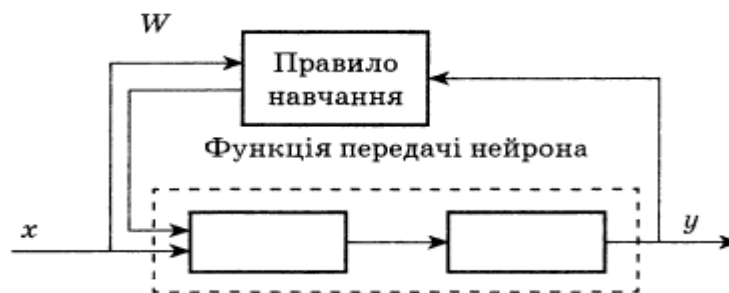 W
Правило
навчання
Функція передачі нейрона
x
y